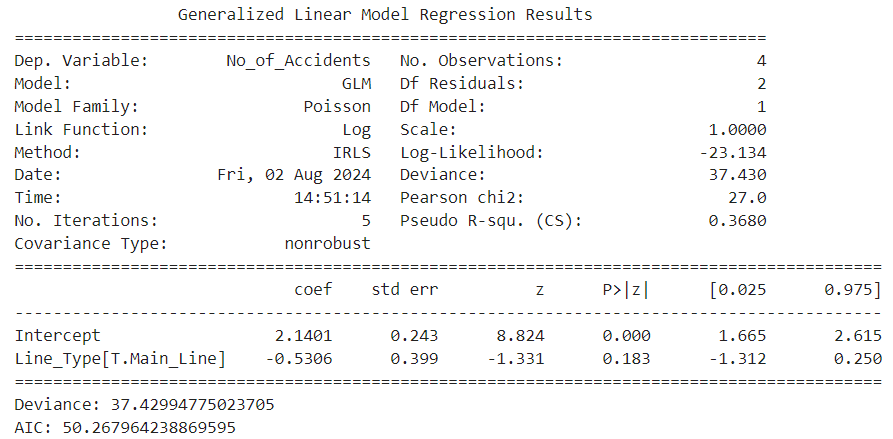 Generalized Linear Model Regression Results
==============================================================================
Dep. Variable: No_of_Accidents No. Observations: 4
Model: GLM Df Residuals: 2
Model Family: Poisson Df Model: 1
Link Function: Log Scale: 1.0000
Method: IRLS Log-Likelihood: -23.134
Date: Fri, 02 Aug 2024 Deviance: 37.430
Time: 14:51:14 Pearson chi2: 27.0
No. Iterations: 5 Pseudo R-squ. (CS): 0.3680
Covariance Type: nonrobust
==========================================================================================
coef std err z P>|z| [0.025 0.975]
------------------------------------------------------------------------------------------
Intercept 2.1401 0.243 8.824 0.000 1.665 2.615
Line_Type[T.Main_Line] -0.5306 0.399 -1.331 0.183 -1.312 0.250
==========================================================================================
Deviance: 37.42994775023705
AIC: 50.267964238869595